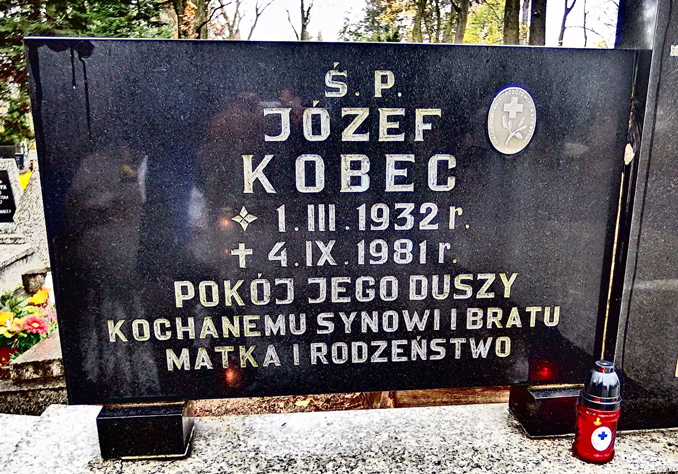 Ś. P.
JÓZEF
KOBEC
1. III. 1932 r.
4. IX. 1981 r.
POKÓJ JEGO DUSZY
KOCHANEMU SYNOWI I BRATU
MATKA I RODZEŃSTWO